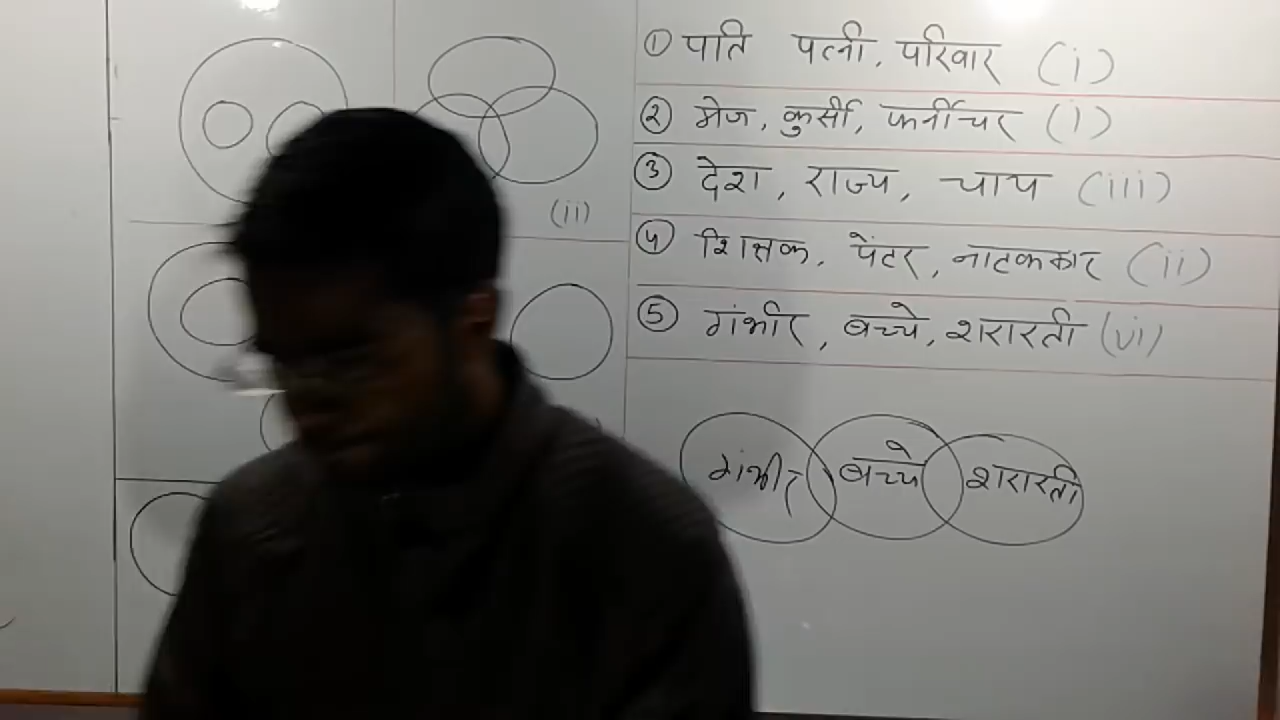 (ii)
① पति पत्नी, परिवार (i)
② मेज, कुर्सी, फर्नीचर (i)
③ देश, राज्य, चाय (iii)
④ शिक्षक, पेंटर, नाटककार (ii)
⑤ गंभीर, बच्चे, शरारती (vi)
गंभीर बच्चे शरारती